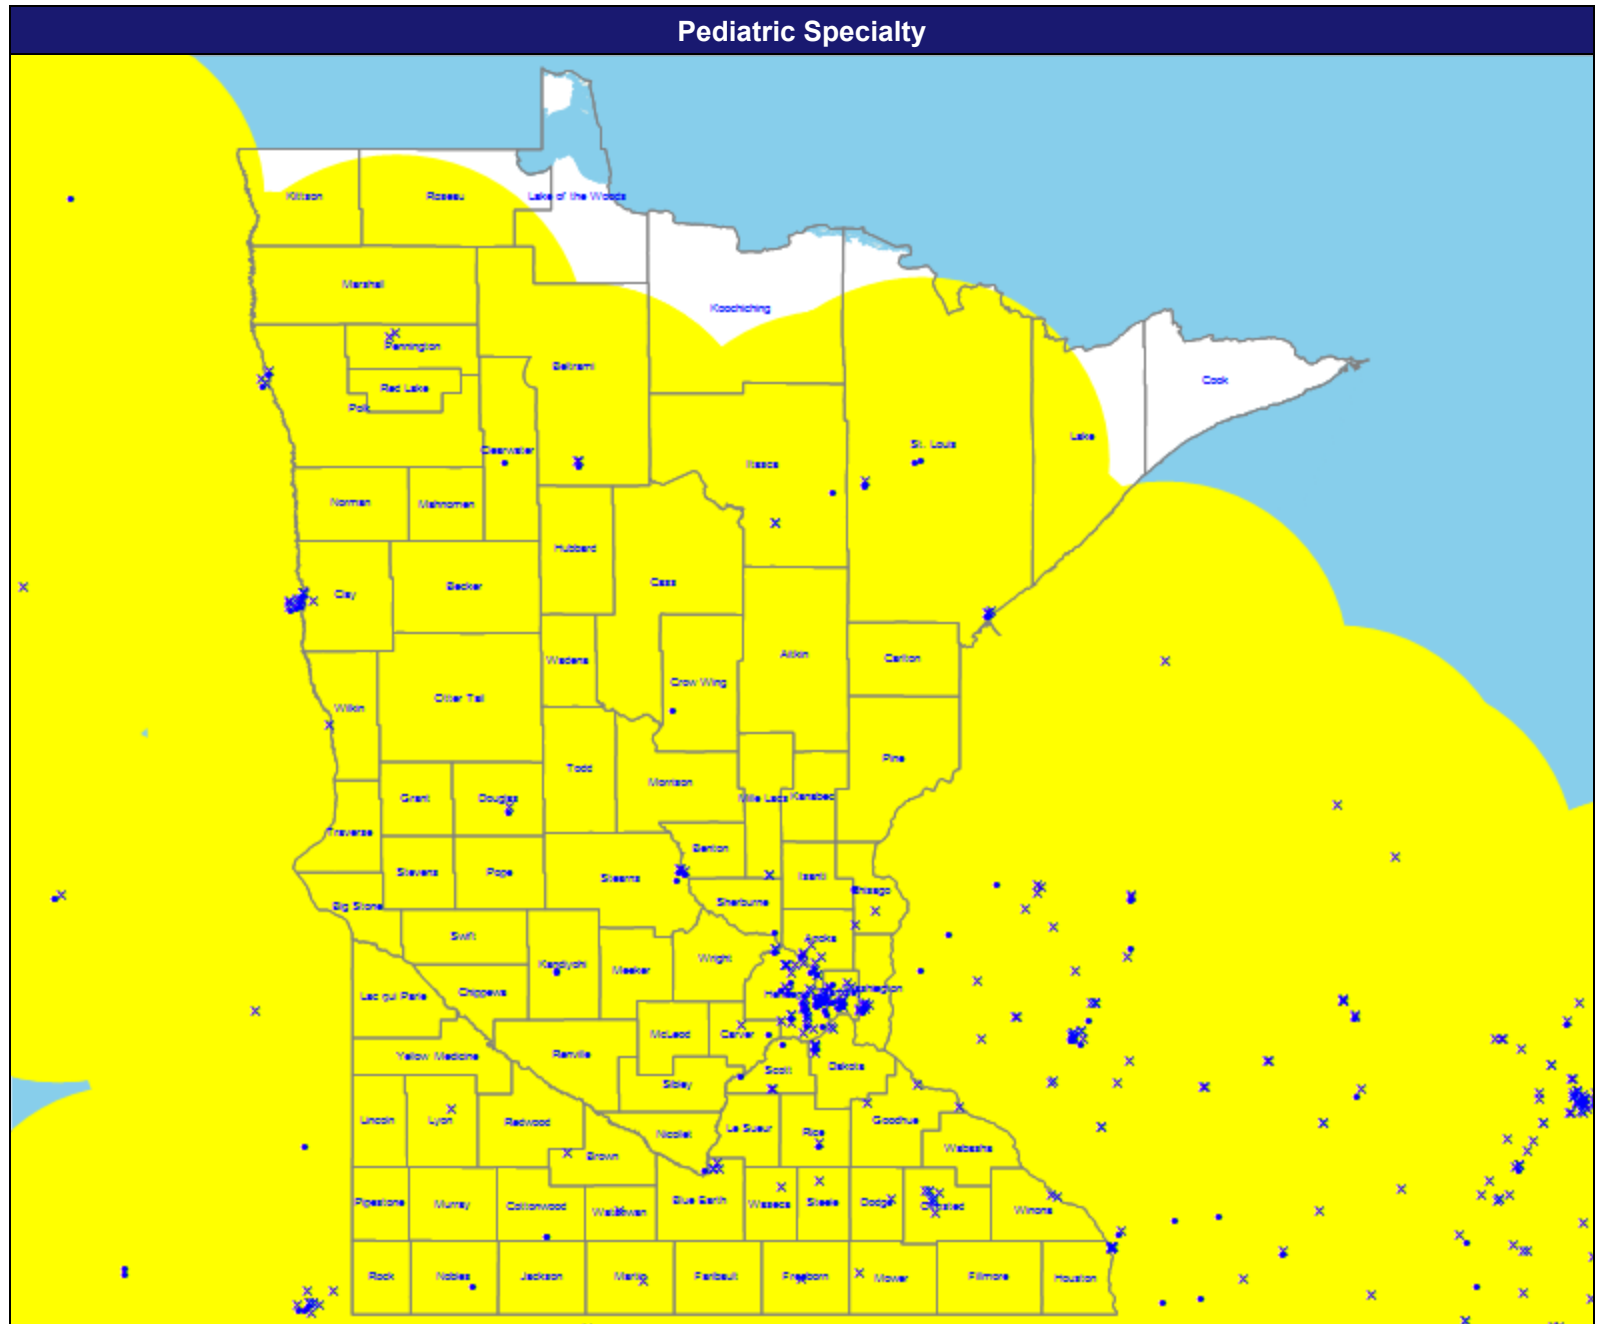 Pediatric Specialty
Kittson
Roseau
Lake of the Woods
Marshall
Koochiching
Pennington
Beltrami
Red Lake
Polk
Cook
Lake
St. Louis
Clearwater
Itasca
Norman
Mahnomen
Hubbard
Cass
Clay
Becker
Wadena
Aitkin
Carlton
Crow Wing
Otter Tail
Wilkin
Pine
Todd
Morrison
Grant
Douglas
Mille Lacs
Kanabec
Traverse
Benton
Stevens
Pope
Stearns
Isanti
Chisago
Big Stone
Sherburne
Swift
Anoka
Wright
Kandiyohi
Meeker
Lac qui Parle
Chippewa
McLeod
Carver
Renville
Yellow Medicine
Scott
Dakota
Sibley
Lincoln
Lyon
Redwood
Goodhue
Le Sueur
Rice
Nicollet
Wabasha
Brown
Pipestone
Murray
Cottonwood
Watonwan
Blue Earth
Waseca
Steele
Dodge
Olmsted
Winona
Rock
Nobles
Jackson
Martin
Faribault
Freeborn
Mower
Fillmore
Houston